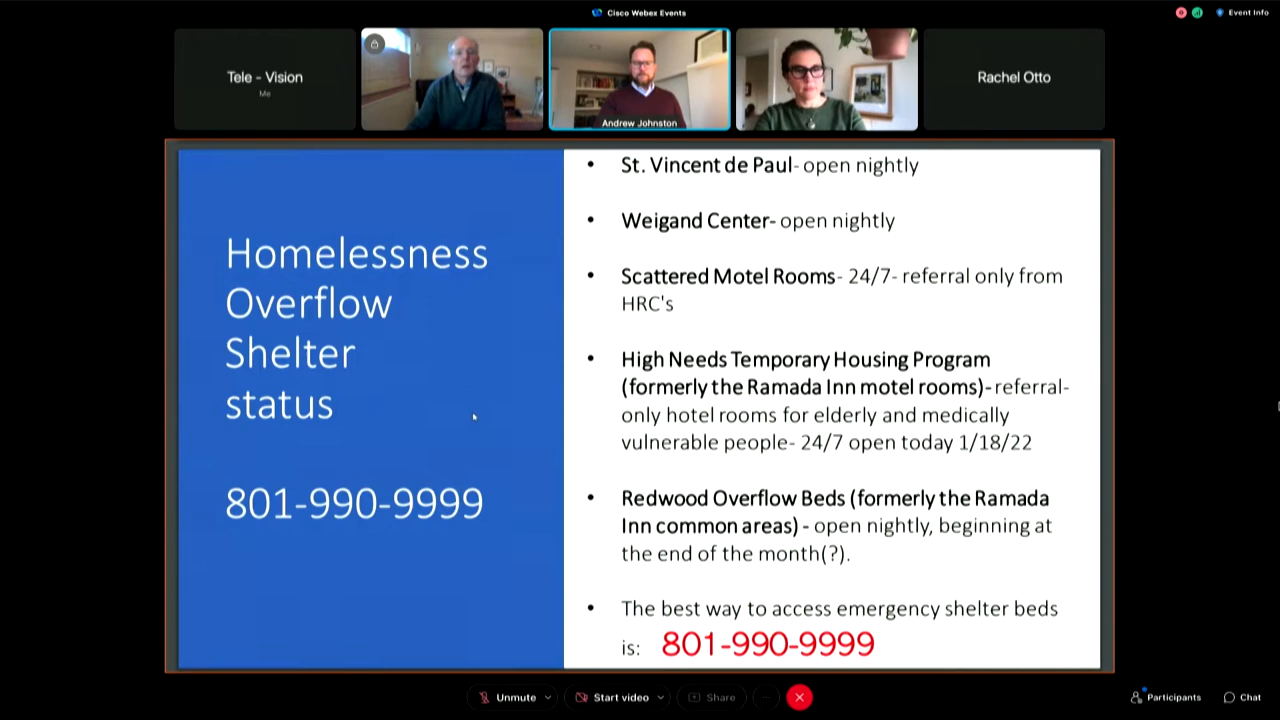 Cisco Webex Events
Event Info
Tele - Vision
Me
Andrew Johnston
Rachel Otto
Homelessness
Overflow
Shelter
status
801-990-9999
• St. Vincent de Paul- open nightly
• Weigand Center- open nightly
• Scattered Motel Rooms- 24/7- referral only from
HRC's
• High Needs Temporary Housing Program
(formerly the Ramada Inn motel rooms)- referral-
only hotel rooms for elderly and medically
vulnerable people- 24/7 open today 1/18/22
• Redwood Overflow Beds (formerly the Ramada
Inn common areas) - open nightly, beginning at
the end of the month(?).
• The best way to access emergency shelter beds
is: 801-990-9999
Unmute
Start video
Share
Participants
Chat